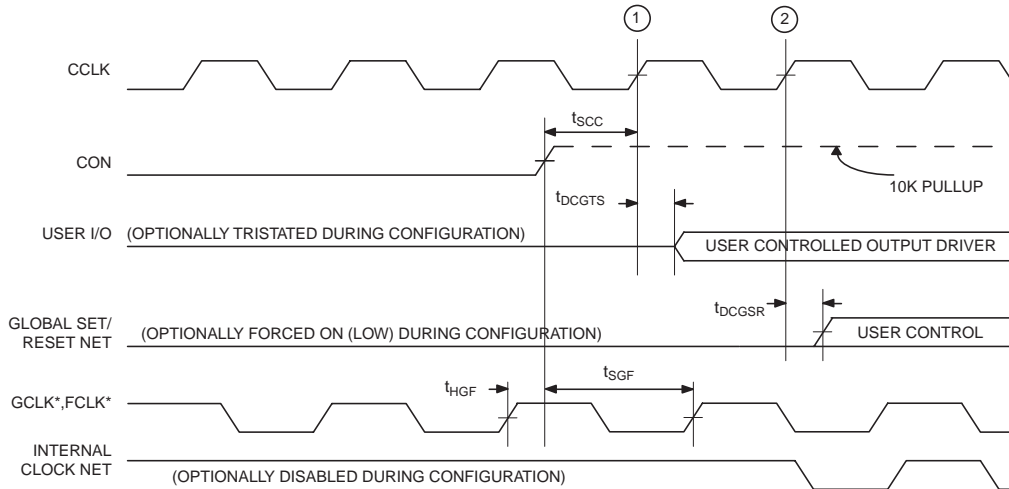 1
2
CCLK
tSCC
CON
10K PULLUP
tDCGTS
USER I/O
(OPTIONALLY TRISTATED DURING CONFIGURATION)
USER CONTROLLED OUTPUT DRIVER
tDCGSR
GLOBAL SET/
RESET NET
(OPTIONALLY FORCED ON (LOW) DURING CONFIGURATION)
USER CONTROL
tHGF
tSGF
GCLK*,FCLK*
INTERNAL
CLOCK NET
(OPTIONALLY DISABLED DURING CONFIGURATION)